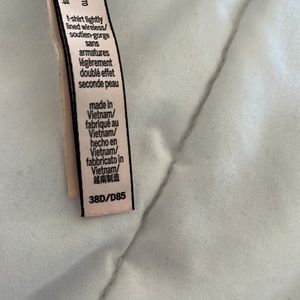 t-shirt lightly
lined wireless/
soutien-gorge
sans
armatures
légèrement
doublé effet
seconde peau
made in
Vietnam/
fabriqué au
Vietnam/
hecho en
Vietnam/
fabbricato in
Vietnam/
越南制造
38D/D85